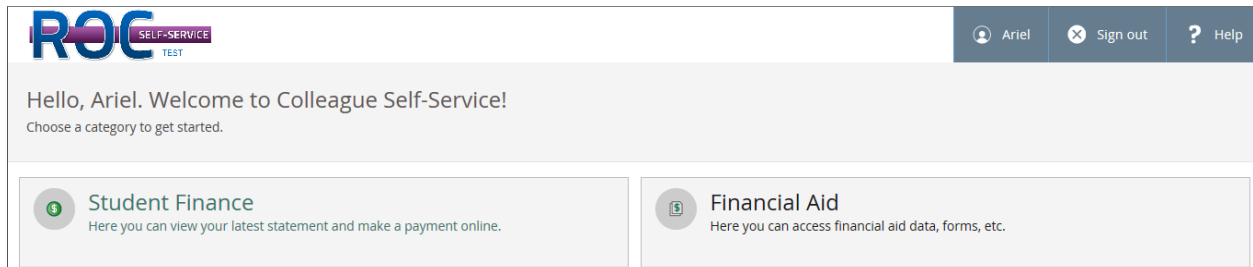 ROC SELF-SERVICE
TEST
Ariel
Sign out
? Help
Hello, Ariel. Welcome to Colleague Self-Service!
Choose a category to get started.
Student Finance
Here you can view your latest statement and make a payment online.
Financial Aid
Here you can access financial aid data, forms, etc.